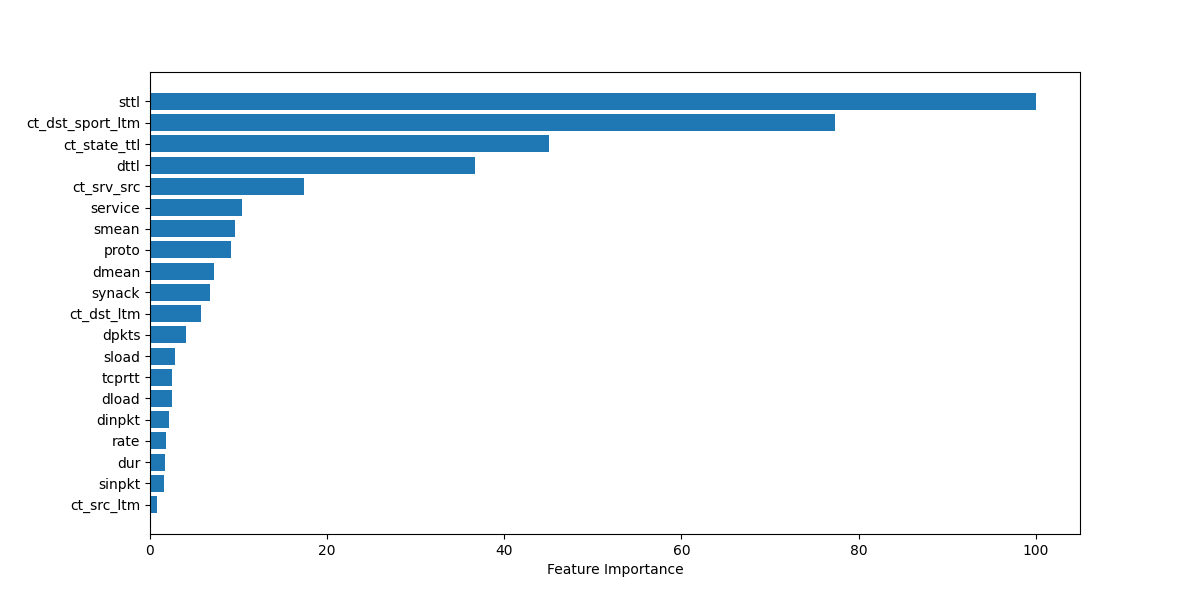 sttl
ct_dst_sport_ltm
ct_state_ttl
dttl
ct_srv_src
service
smean
proto
dmean
synack
ct_dst_ltm
dpkts
sload
tcprtt
dload
dinpkt
rate
dur
sinpkt
ct_src_ltm
0 20 40 60 80 100
Feature Importance